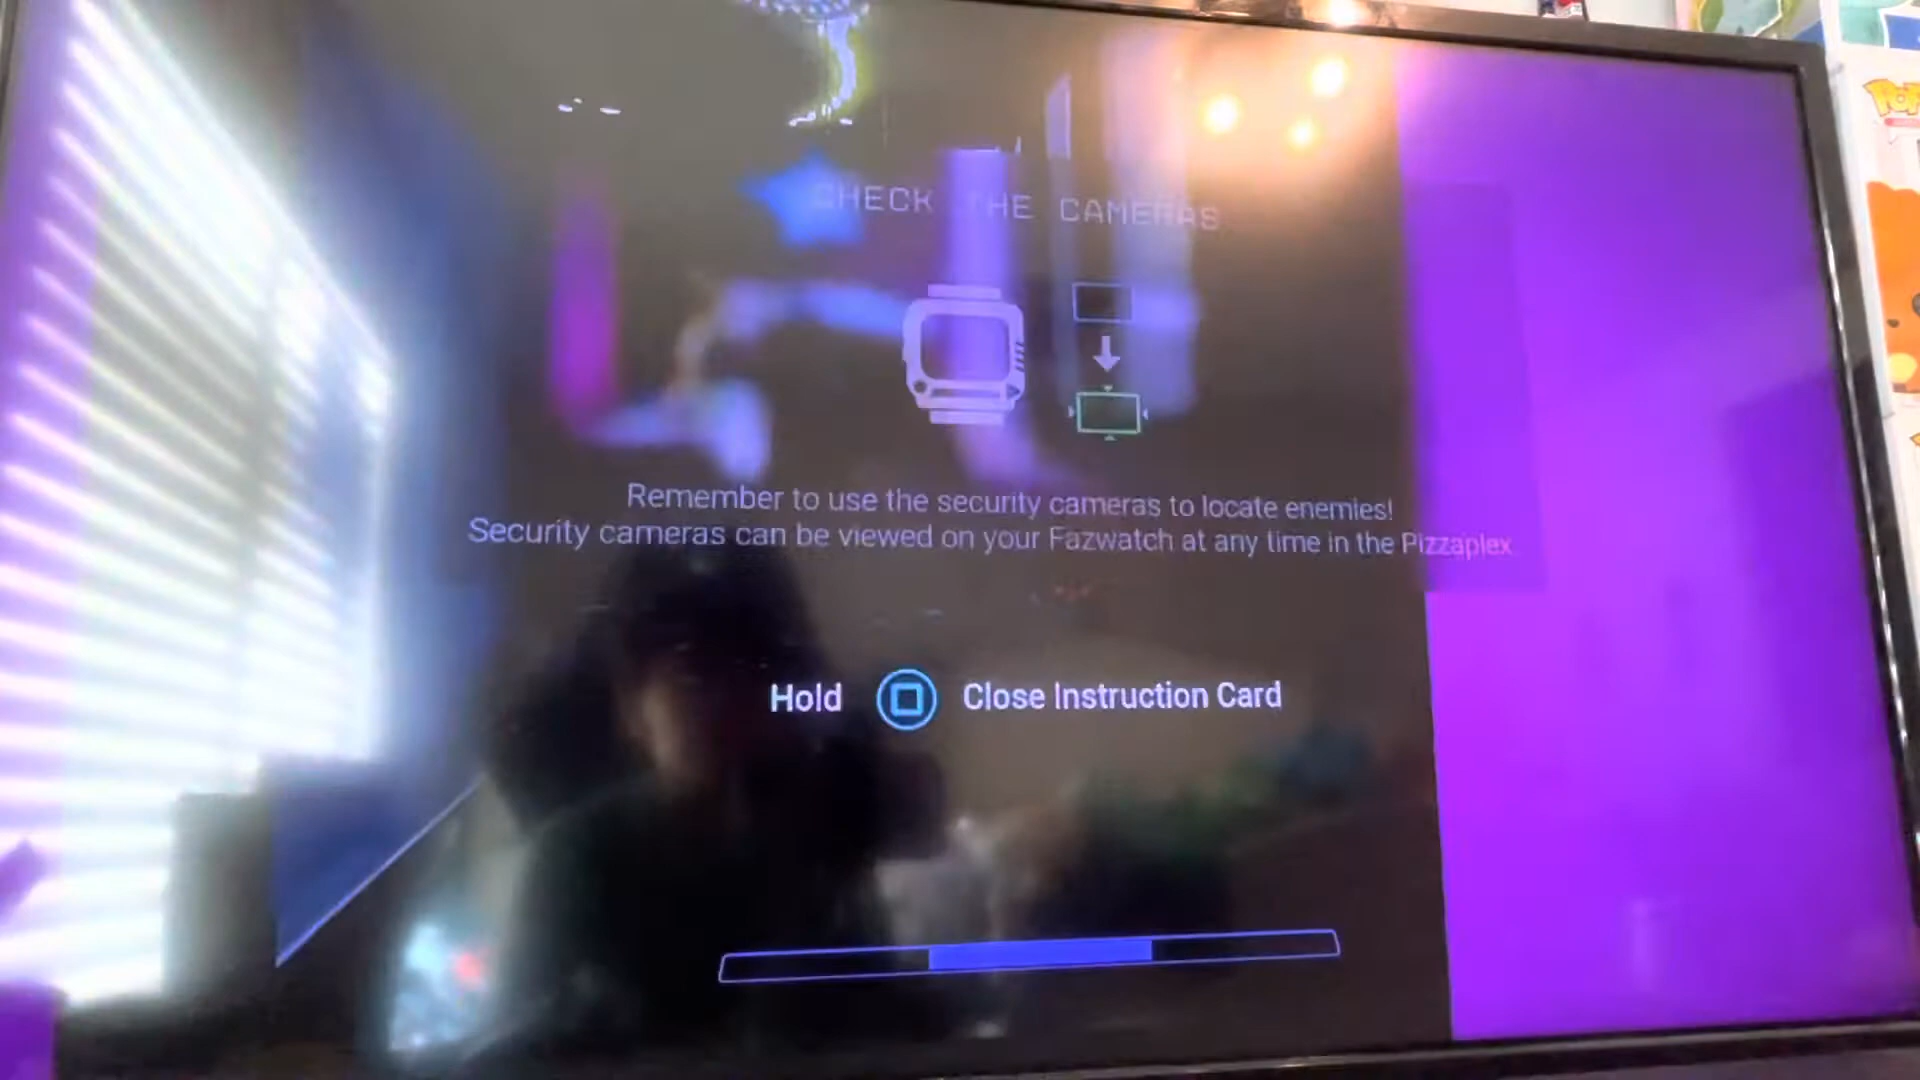 CHECK THE CAMERAS
Remember to use the security cameras to locate enemies!
Security cameras can be viewed on your Fazwatch at any time in the Pizzaplex.
Hold Close Instruction Card